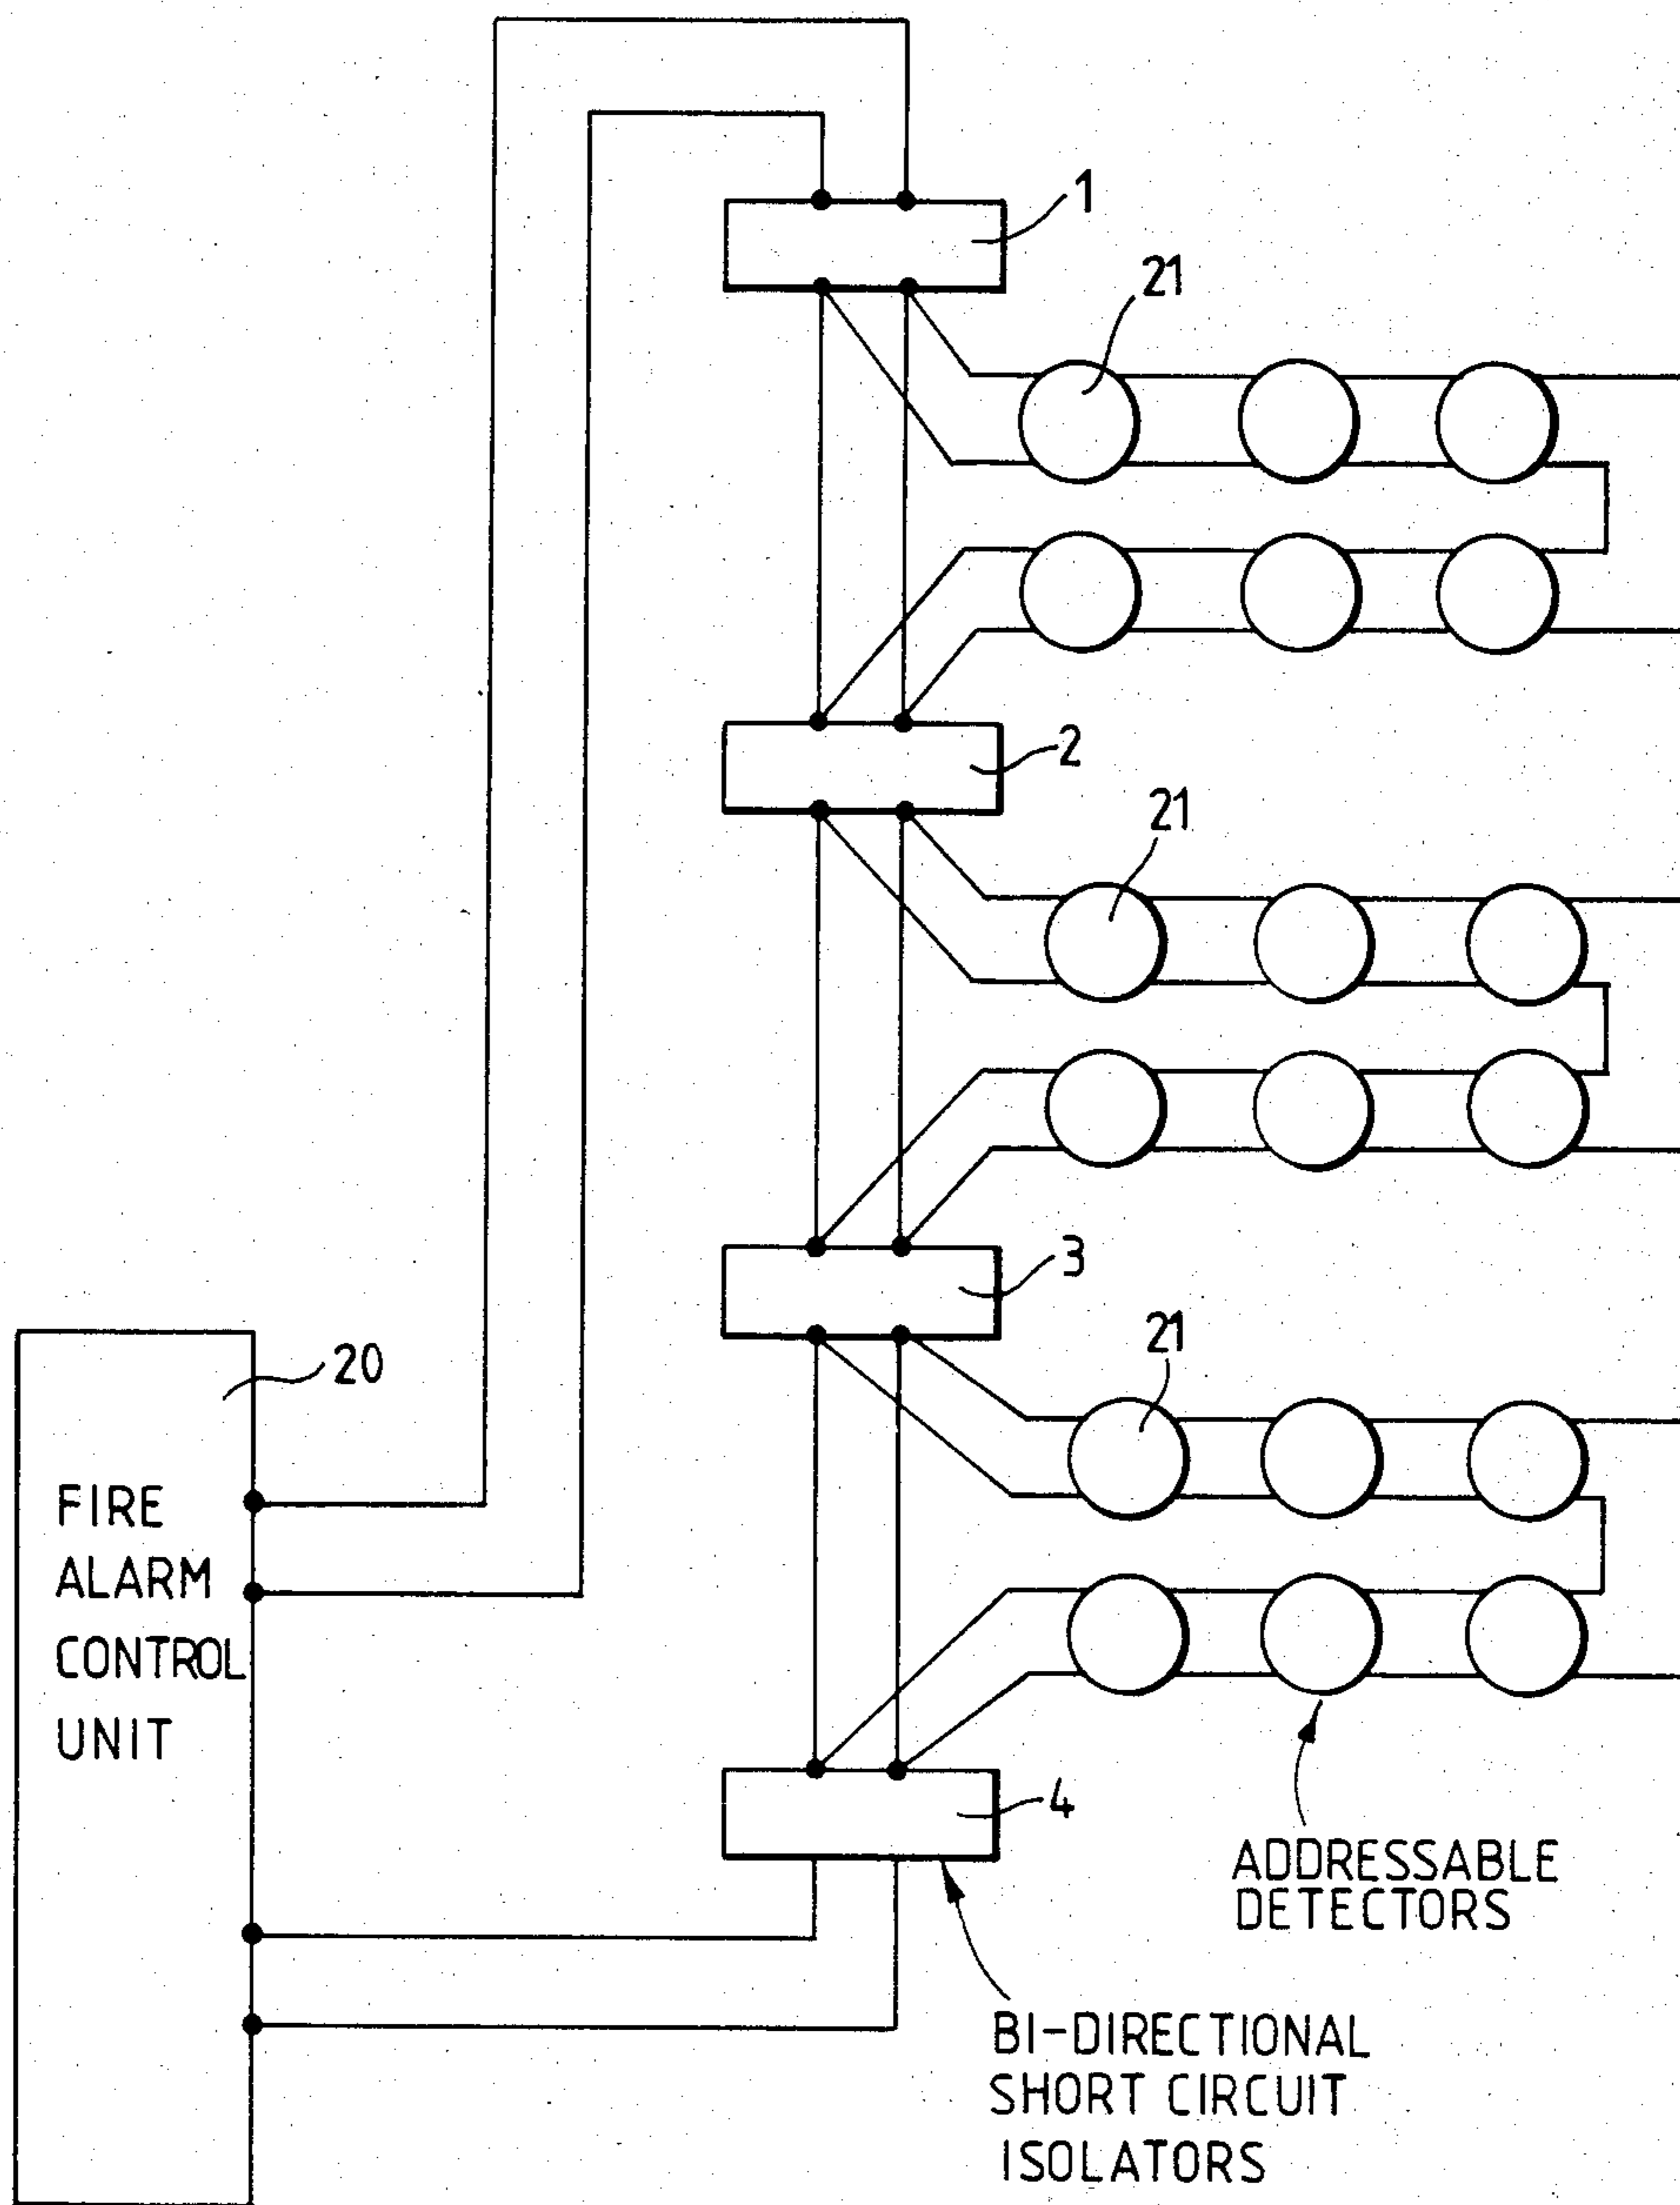 1
21
2
21
3
21
20
FIRE
ALARM
CONTROL
UNIT
4
ADDRESSABLE
DETECTORS
BI-DIRECTIONAL
SHORT CIRCUIT
ISOLATORS